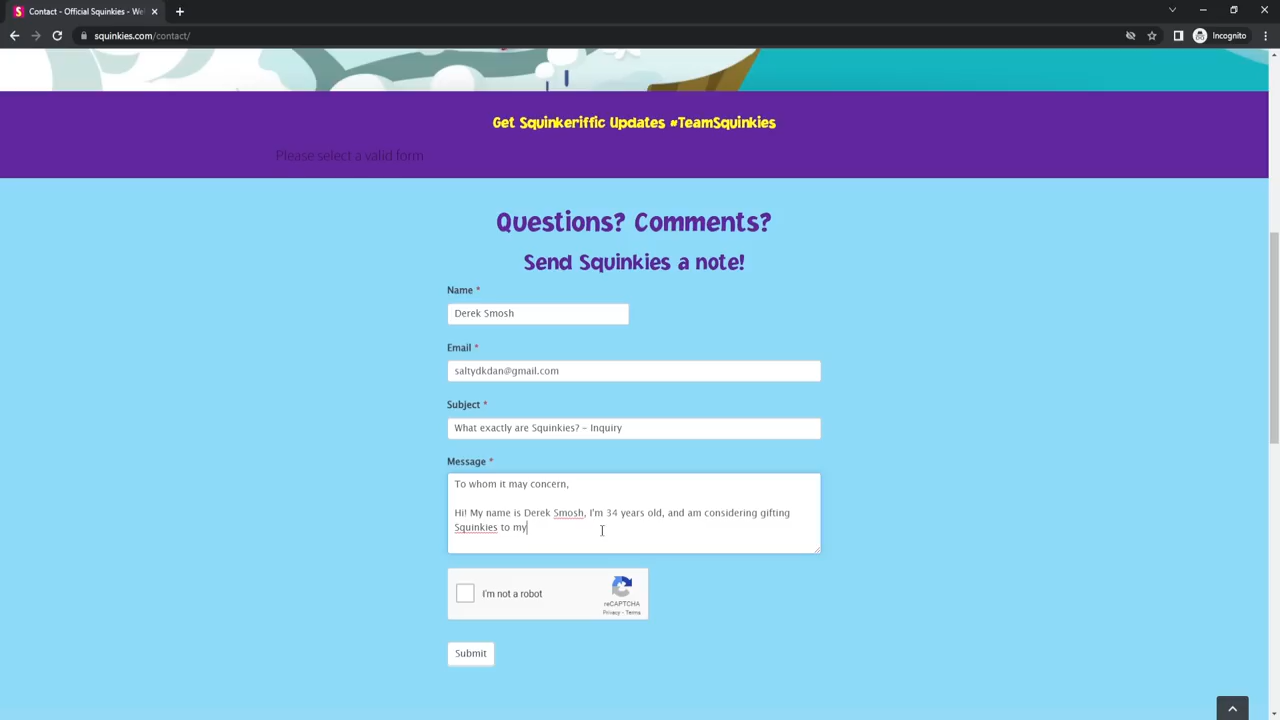 Contact - Official Squinkies - We
squinkies.com/contact/
Incognito
Get Squinkeriffic Updates #TeamSquinkies
Please select a valid form
Questions? Comments?
Send Squinkies a note!
Name *
Derek Smosh
Email *
saltydkdan@gmail.com
Subject *
What exactly are Squinkies? - Inquiry
Message *
To whom it may concern,
Hi! My name is Derek Smosh, I'm 34 years old, and am considering gifting
Squinkies to my
I'm not a robot
reCAPTCHA
Privacy - Terms
Submit